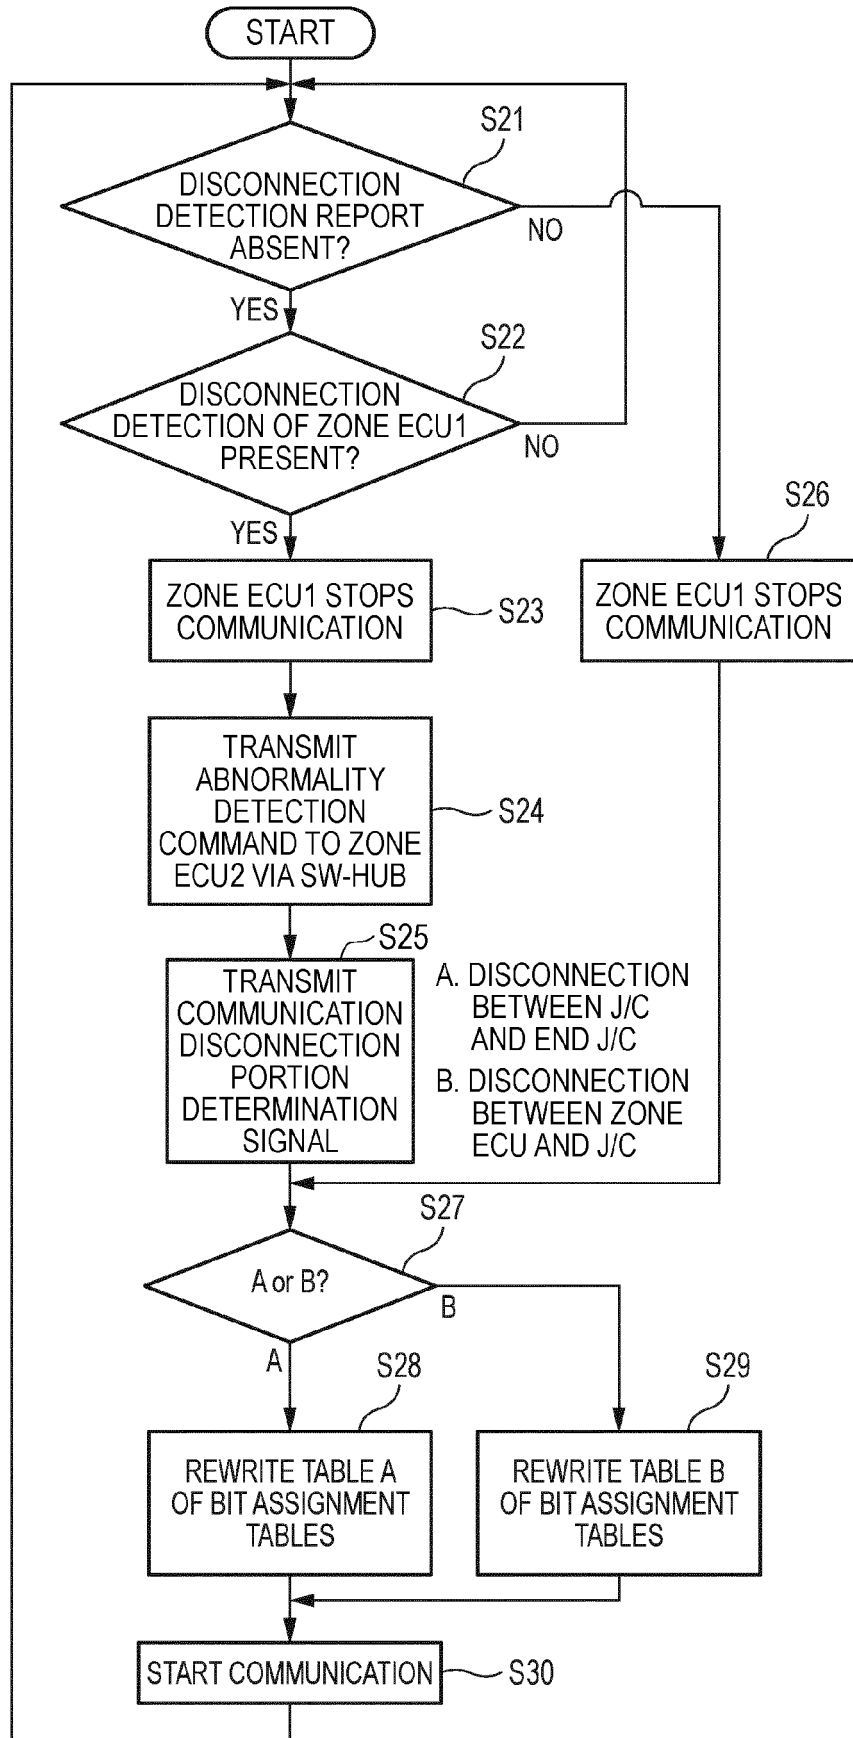 START
S21
DISCONNECTION
DETECTION REPORT
ABSENT?
NO
YES
S22
DISCONNECTION
DETECTION OF ZONE ECU1
PRESENT?
NO
YES
S26
ZONE ECU1 STOPS
COMMUNICATION
S23
ZONE ECU1 STOPS
COMMUNICATION
TRANSMIT
ABNORMALITY
DETECTION
COMMAND TO ZONE
ECU2 VIA SW-HUB
S24
S25
TRANSMIT
COMMUNICATION
DISCONNECTION
PORTION
DETERMINATION
SIGNAL
A. DISCONNECTION
BETWEEN J/C
AND END J/C
B. DISCONNECTION
BETWEEN ZONE
ECU AND J/C
S27
A or B?
B
A
S28
REWRITE TABLE A
OF BIT ASSIGNMENT
TABLES
S29
REWRITE TABLE B
OF BIT ASSIGNMENT
TABLES
START COMMUNICATION
S30